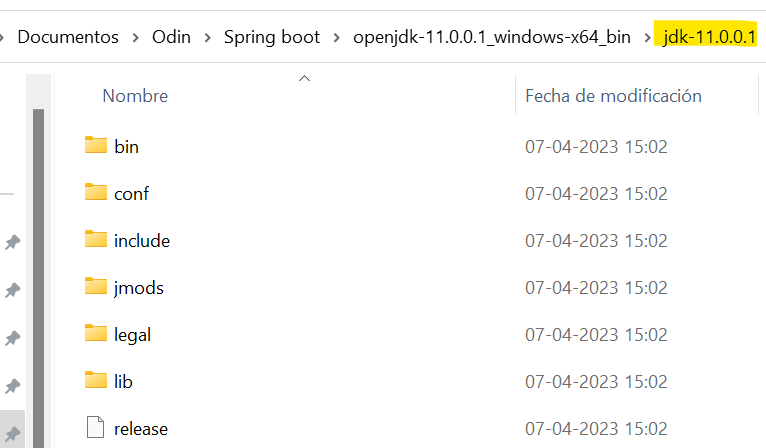 Documentos > Odin > Spring boot > openjdk-11.0.0.1_windows-x64_bin > jdk-11.0.0.1
Nombre Fecha de modificación
bin 07-04-2023 15:02
conf 07-04-2023 15:02
include 07-04-2023 15:02
jmods 07-04-2023 15:02
legal 07-04-2023 15:02
lib 07-04-2023 15:02
release 07-04-2023 15:02